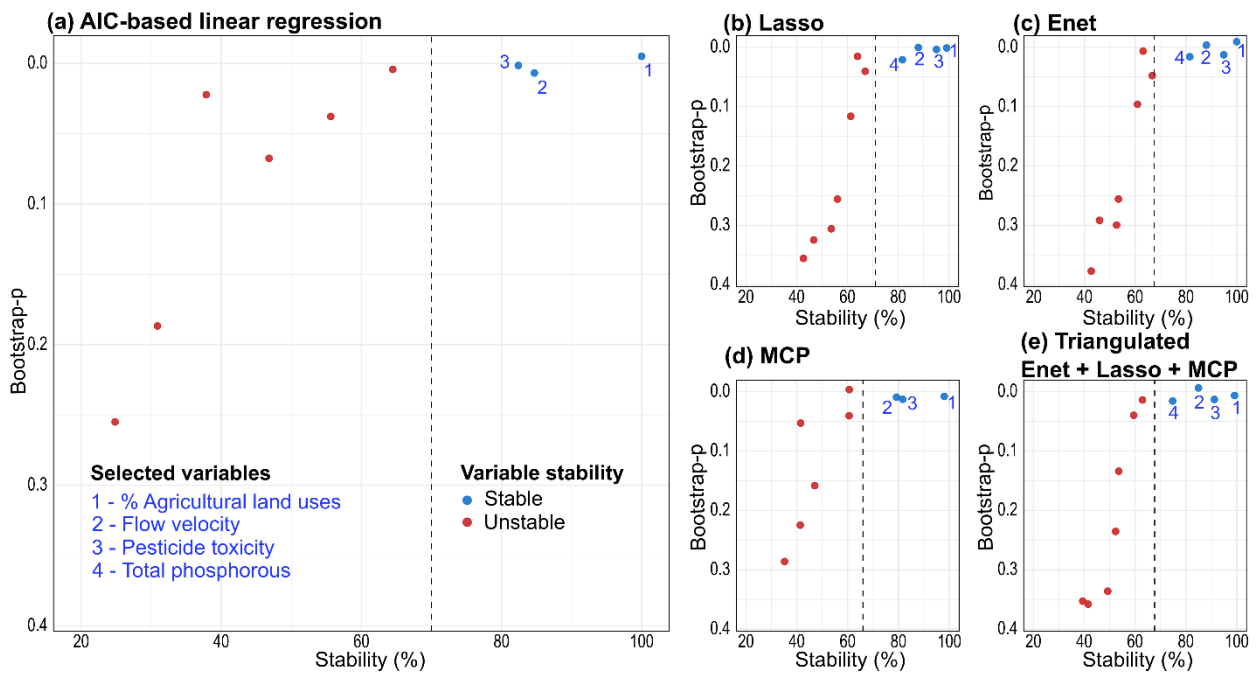 (a) AIC-based linear regression
0.0
0.1
0.2
0.3
0.4
Bootstrap-p
3
2
1
Selected variables
1 - % Agricultural land uses
2 - Flow velocity
3 - Pesticide toxicity
4 - Total phosphorous
Variable stability
Stable
Unstable
20 40 60 80 100
Stability (%)
(b) Lasso
0.0
0.1
0.2
0.3
0.4
Bootstrap-p
4 2 3 1
20 40 60 80 100
Stability (%)
(c) Enet
0.0
0.1
0.2
0.3
0.4
Bootstrap-p
4 2 3 1
20 40 60 80 100
Stability (%)
(d) MCP
0.0
0.1
0.2
0.3
0.4
Bootstrap-p
2 3 1
20 40 60 80 100
Stability (%)
(e) Triangulated
Enet + Lasso + MCP
0.0
0.1
0.2
0.3
0.4
Bootstrap-p
4 2 3 1
20 40 60 80 100
Stability (%)